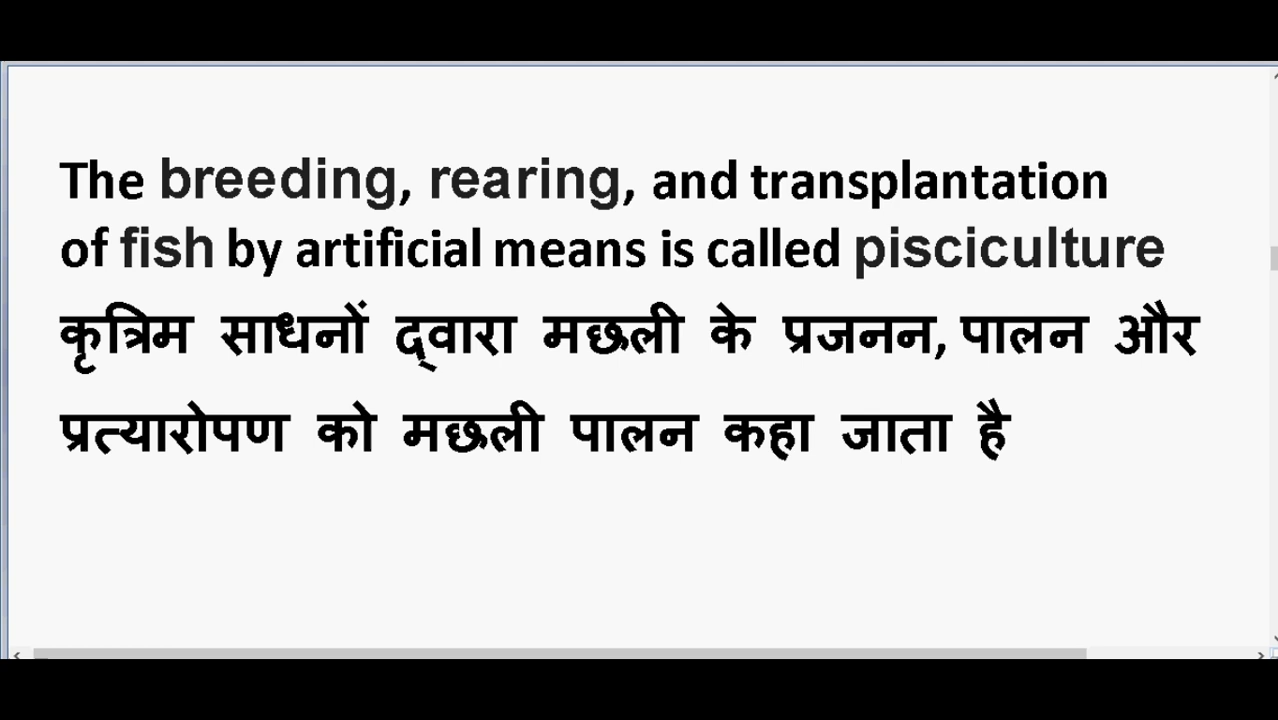 The breeding, rearing, and transplantation
of fish by artificial means is called pisciculture
कृत्रिम साधनों द्वारा मछली के प्रजनन, पालन और
प्रत्यारोपण को मछली पालन कहा जाता है